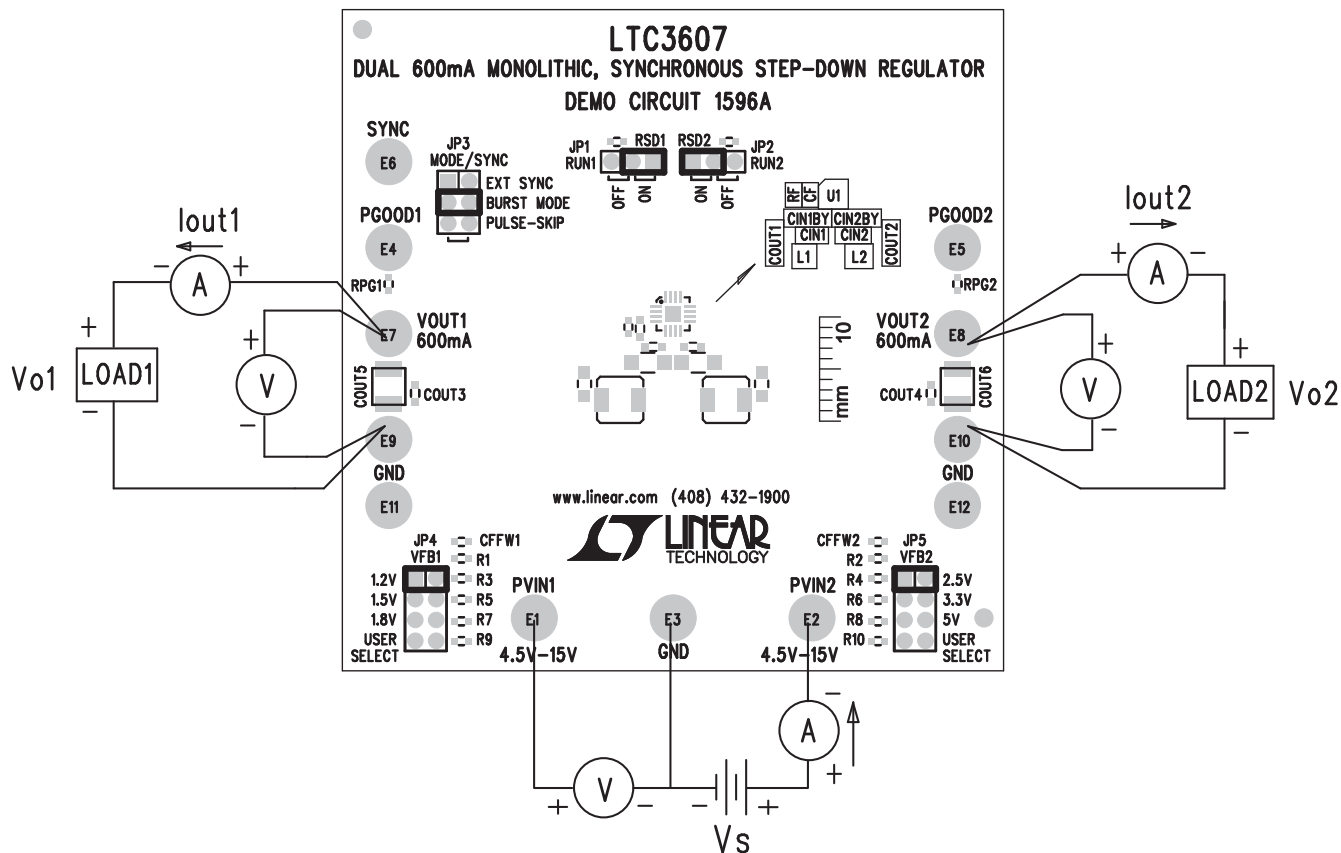 LTC3607
DUAL 600mA MONOLITHIC, SYNCHRONOUS STEP-DOWN REGULATOR
DEMO CIRCUIT 1596A
SYNC
E6
JP3
MODE/SYNC
EXT SYNC
BURST MODE
PULSE-SKIP
JP1
RUN1
RSD1
OFF
ON
RSD2
JP2
RUN2
ON
OFF
RF
CF
U1
CIN1BY
CIN2BY
COUT1
CIN1
CIN2
COUT2
L1
L2
Iout1
PGOOD1
E4
- A +
RPG1
VOUT1
600mA
E7
Vo1
+
LOAD1
-
+
V
-
COUT5
COUT3
E9
GND
E11
Iout2
PGOOD2
E5
+ A -
RPG2
VOUT2
600mA
E8
+
V
-
+
LOAD2
-
Vo2
COUT4
COUT6
E10
GND
E12
10
mm
www.linear.com (408) 432-1900
LINEAR
TECHNOLOGY
JP4
VFB1
CFFW1
R1
1.2V
R3
1.5V
R5
1.8V
R7
USER
SELECT
R9
CFFW2
JP5
VFB2
R2
R4
2.5V
R6
3.3V
R8
5V
R10
USER
SELECT
PVIN1
E1
4.5V-15V
E3
GND
PVIN2
E2
4.5V-15V
-
A
+
+ V -
- +
Vs